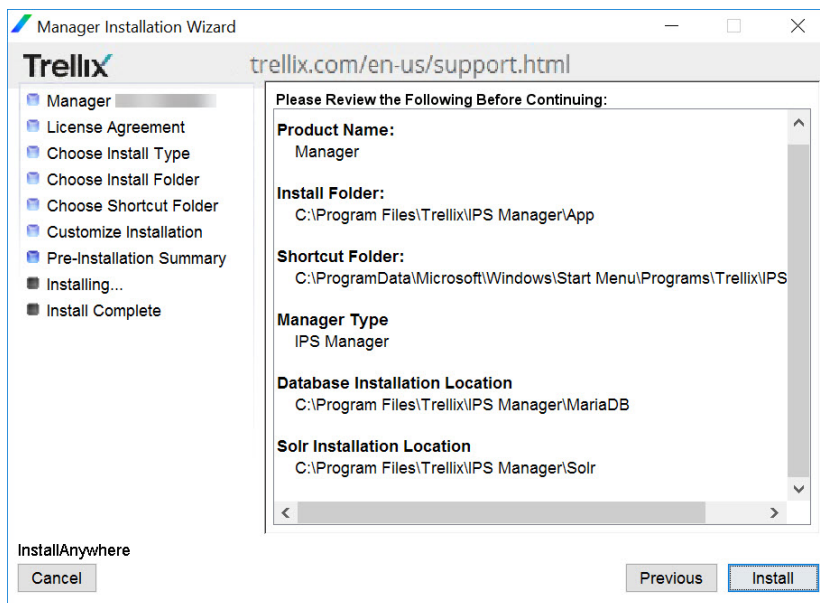 Manager Installation Wizard
Trellix
trellix.com/en-us/support.html
Manager
License Agreement
Choose Install Type
Choose Install Folder
Choose Shortcut Folder
Customize Installation
Pre-Installation Summary
Installing...
Install Complete
Please Review the Following Before Continuing:
Product Name:
Manager
Install Folder:
C:\Program Files\Trellix\IPS Manager\App
Shortcut Folder:
C:\ProgramData\Microsoft\Windows\Start Menu\Programs\Trellix\IPS
Manager Type
IPS Manager
Database Installation Location
C:\Program Files\Trellix\IPS Manager\MariaDB
Solr Installation Location
C:\Program Files\Trellix\IPS Manager\Solr
InstallAnywhere
Cancel
Previous
Install